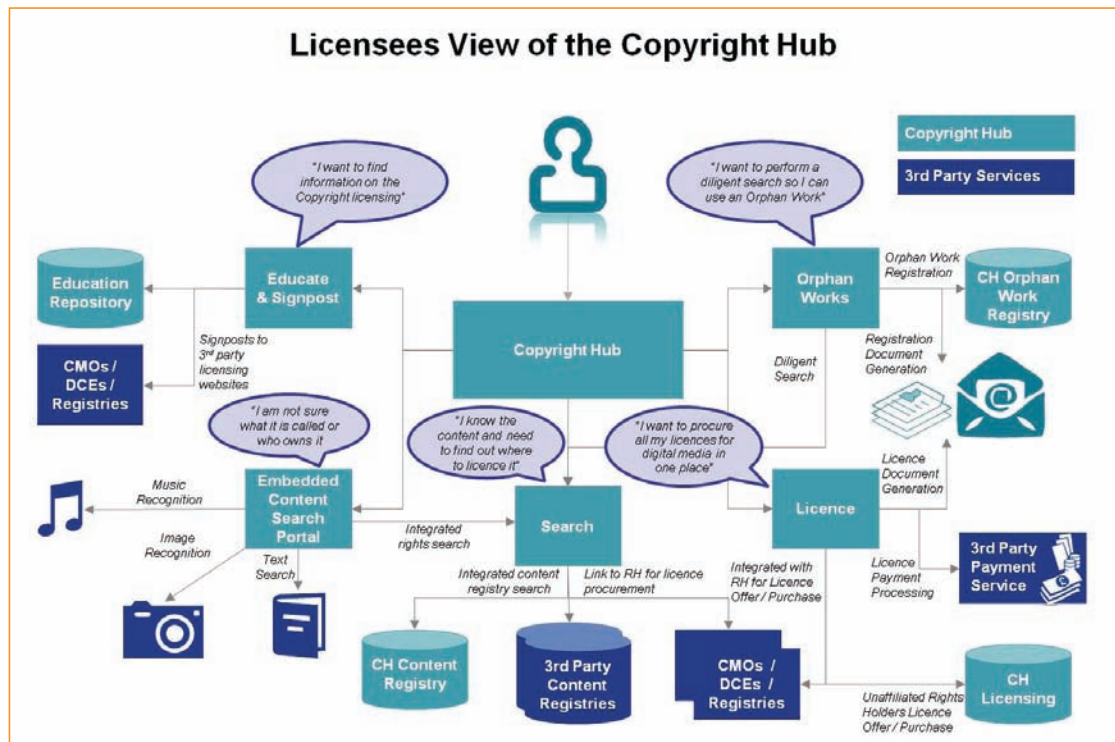 Licensees View of the Copyright Hub
Copyright Hub
3rd Party Services
"I want to find
information on the
Copyright licensing"
"I want to perform a
diligent search so I can
use an Orphan Work"
Education
Repository
Educate
& Signpost
Orphan
Works
Orphan Work
Registration
CH Orphan
Work
Registry
Signposts to
3rd party
licensing
websites
CMOs /
DCEs /
Registries
Copyright Hub
Diligent
Search
Registration
Document
Generation
"I am not sure
what it is called or
who owns it
"I know the
content and need
to find out where
to licence it"
"I want to procure
all my licences for
digital media in
one place"
Licence
Document
Generation
Music
Recognition
Embedded
Content
Search
Portal
Integrated
rights search
Search
Licence
Image
Recognition
Text
Search
Integrated content
registry search
Link to RH for licence
procurement
Integrated with
RH for Licence
Offer / Purchase
Licence
Payment
Processing
3rd Party
Payment
Service
CH Content
Registry
3rd Party
Content
Registries
CMOs /
DCEs /
Registries
Unaffiliated Rights
Holders Licence
Offer / Purchase
CH
Licensing